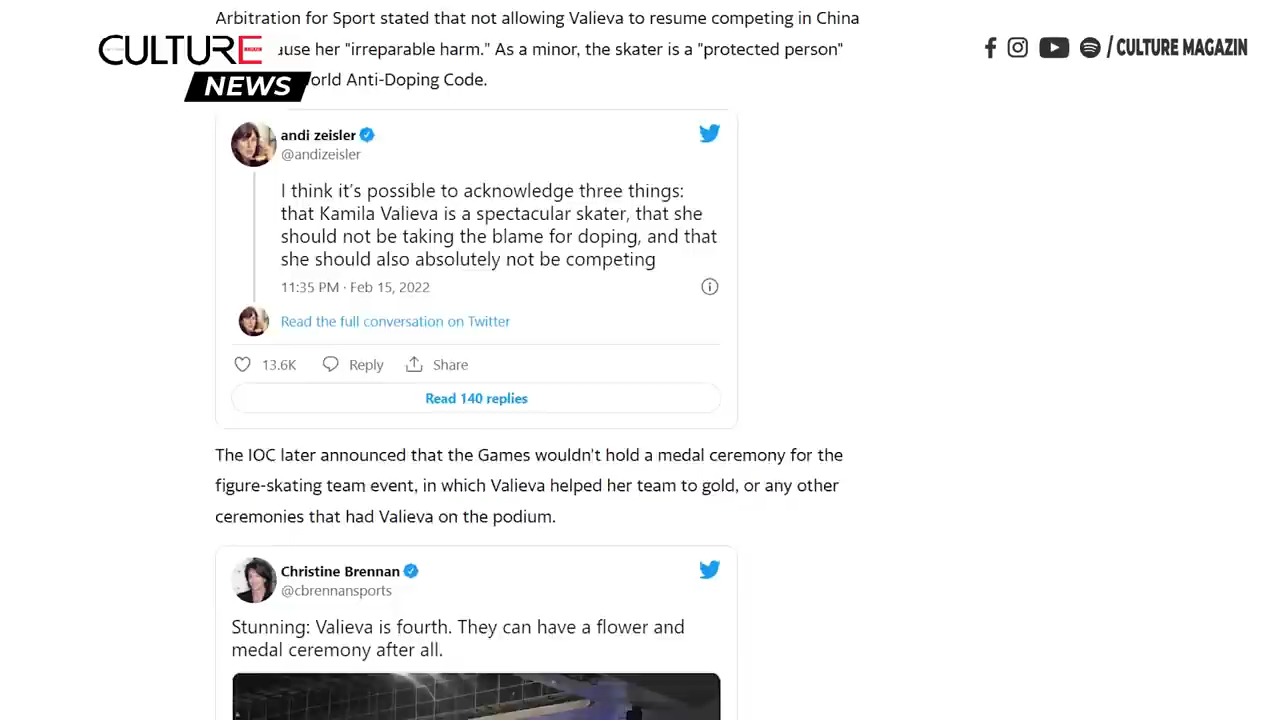 Arbitration for Sport stated that not allowing Valieva to resume competing in China
CULTURE
use her "irreparable harm." As a minor, the skater is a "protected person"
/ CULTURE MAGAZIN
NEWS
orld Anti-Doping Code.
andi zeisler
@andizeisler
I think it's possible to acknowledge three things:
that Kamila Valieva is a spectacular skater, that she
should not be taking the blame for doping, and that
she should also absolutely not be competing
11:35 PM · Feb 15, 2022
Read the full conversation on Twitter
13.6K Reply Share
Read 140 replies
The IOC later announced that the Games wouldn't hold a medal ceremony for the
figure-skating team event, in which Valieva helped her team to gold, or any other
ceremonies that had Valieva on the podium.
Christine Brennan
@cbrennansports
Stunning: Valieva is fourth. They can have a flower and
medal ceremony after all.